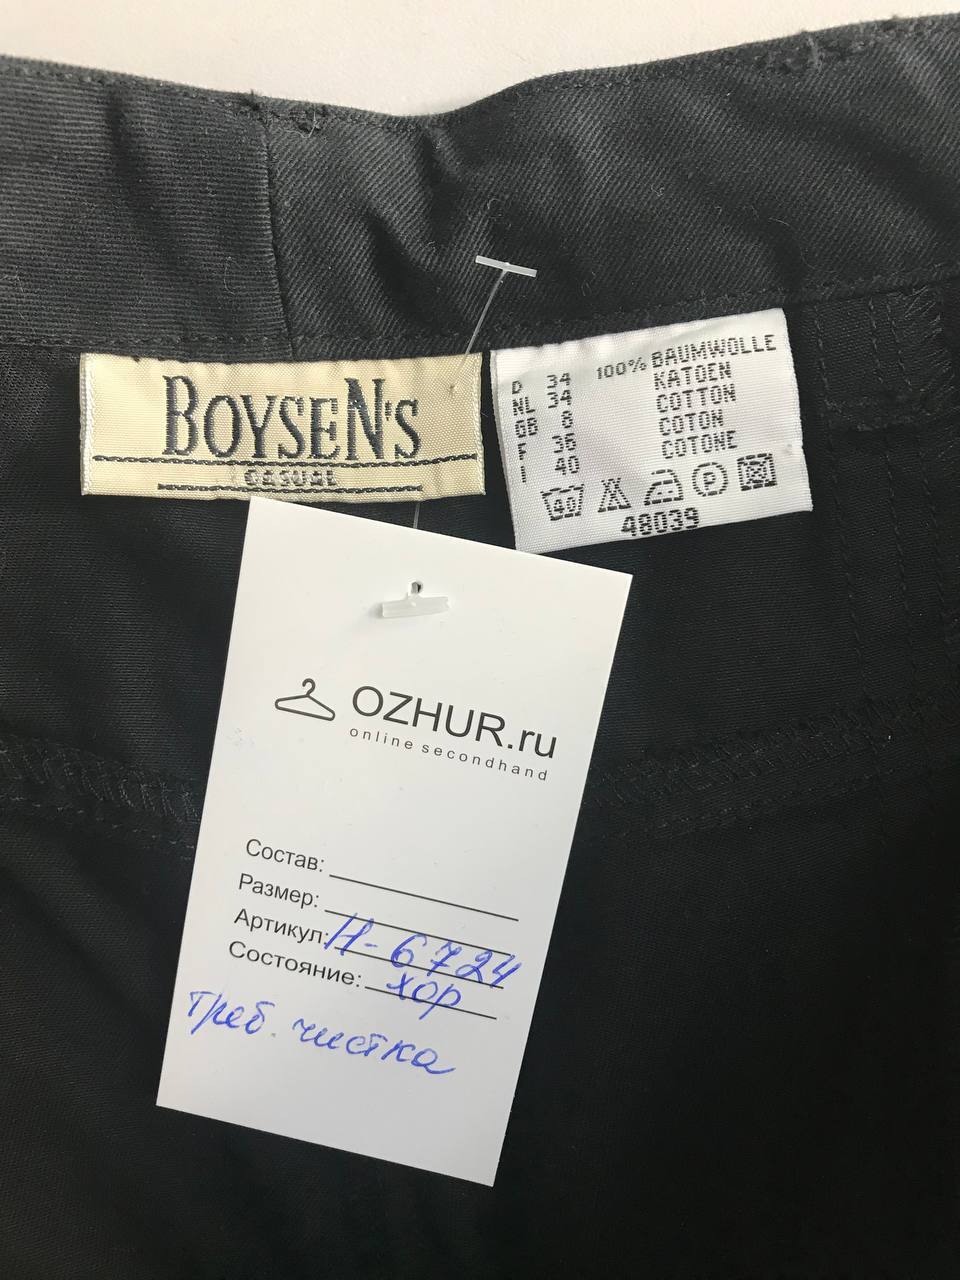 BOYSEN'S
CASUAL
D 34 100% BAUMWOLLE
NL 34 KATOEN
GB 8 COTTON
F 36 COTON
I 40 COTONE
40 P
48039
OZHUR.ru
online secondhand
Состав:
Размер:
Артикул: Н-6724
Состояние: хор
треб. чистка